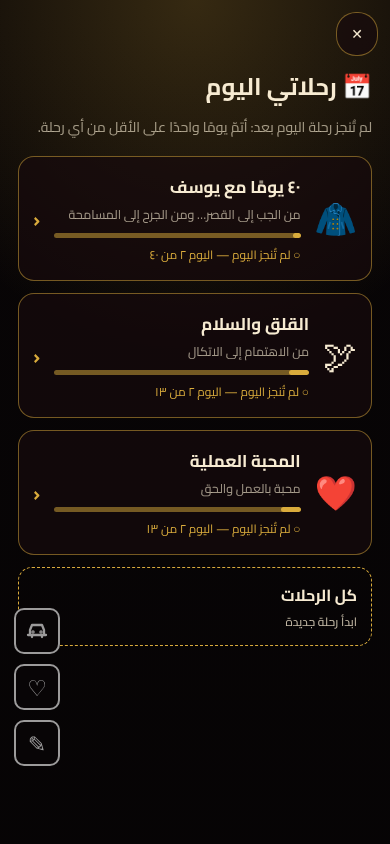 ×
📅 رحلاتي اليوم
لم تُنجز رحلة اليوم بعد: أتمّ يومًا واحدًا على الأقل من أي رحلة.
٤٠ يومًا مع يوسف
من الجب إلى القصر… ومن الجرح إلى المسامحة
○ لم تُنجز اليوم — اليوم ٢ من ٤٠
القلق والسلام
من الاهتمام إلى الاتكال
○ لم تُنجز اليوم — اليوم ٢ من ١٣
المحبة العملية
محبة بالعمل والحق
○ لم تُنجز اليوم — اليوم ٢ من ١٣
كل الرحلات
ابدأ رحلة جديدة